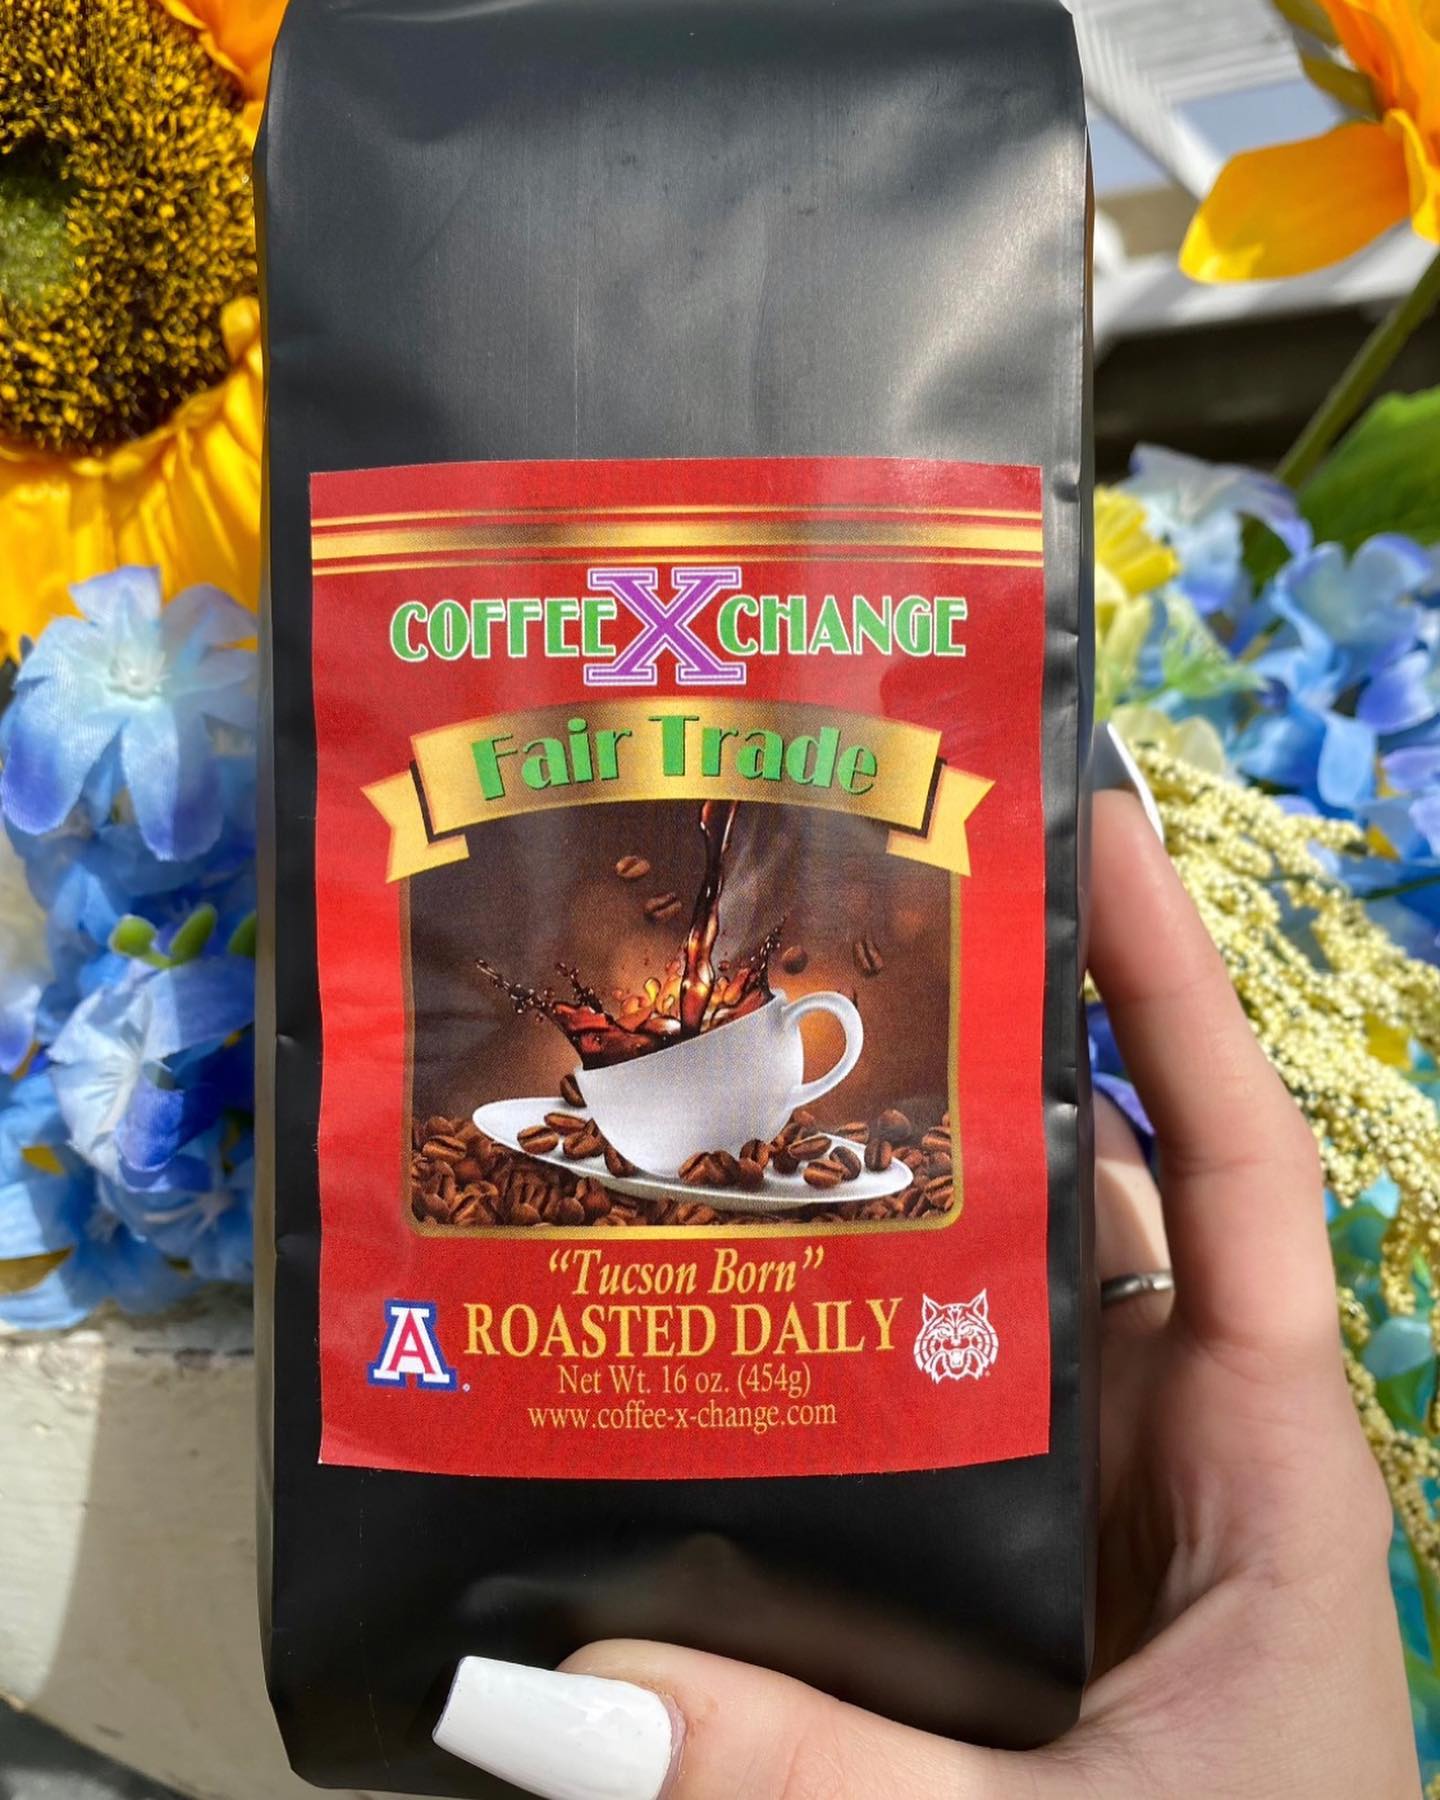 COFFEE X CHANGE
Fair Trade
"Tucson Born"
A ROASTED DAILY
Net Wt. 16 oz. (454g)
www.coffee-x-change.com